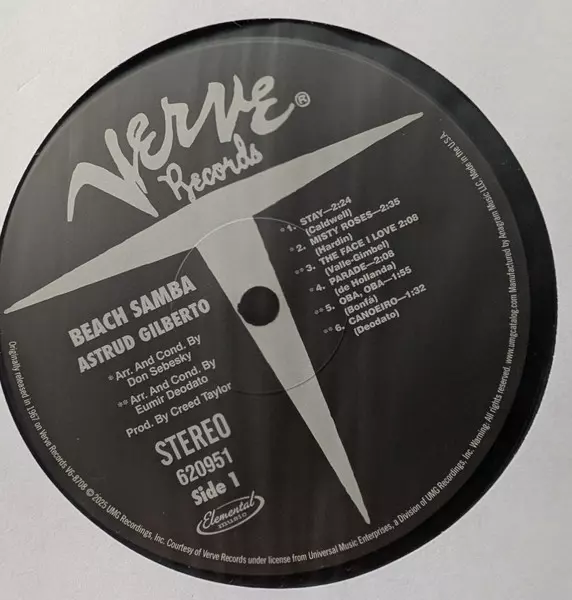 VERVE®
Records
BEACH SAMBA
ASTRUD GILBERTO
* Arr. And Cond. By
Don Sebesky
** Arr. And Cond. By
Eumir Deodato
Prod. By Creed Taylor
STEREO
620951
Side 1
Elemental
music
* 1. STAY—2:24
(Caldwell)
* 2. MISTY ROSES—2:35
(Hardin)
** 3. THE FACE I LOVE 2:08
(Valle-Gimbel)
* 4. PARADE—2:08
(de Hollanda)
** 5. OBA, OBA—1:55
(Bonfá)
** 6. CANOEIRO—1:32
(Deodato)
Originally released in 1967 on Verve Records V6-8708 ℗© 2025 UMG Recordings, Inc. Courtesy of Verve Records under license from Universal Music Enterprises, a Division of UMG Recordings, Inc. Warning: All rights reserved. www.umgcatalog.com Manufactured by Anagram Music LLC. Made in the U.S.A.